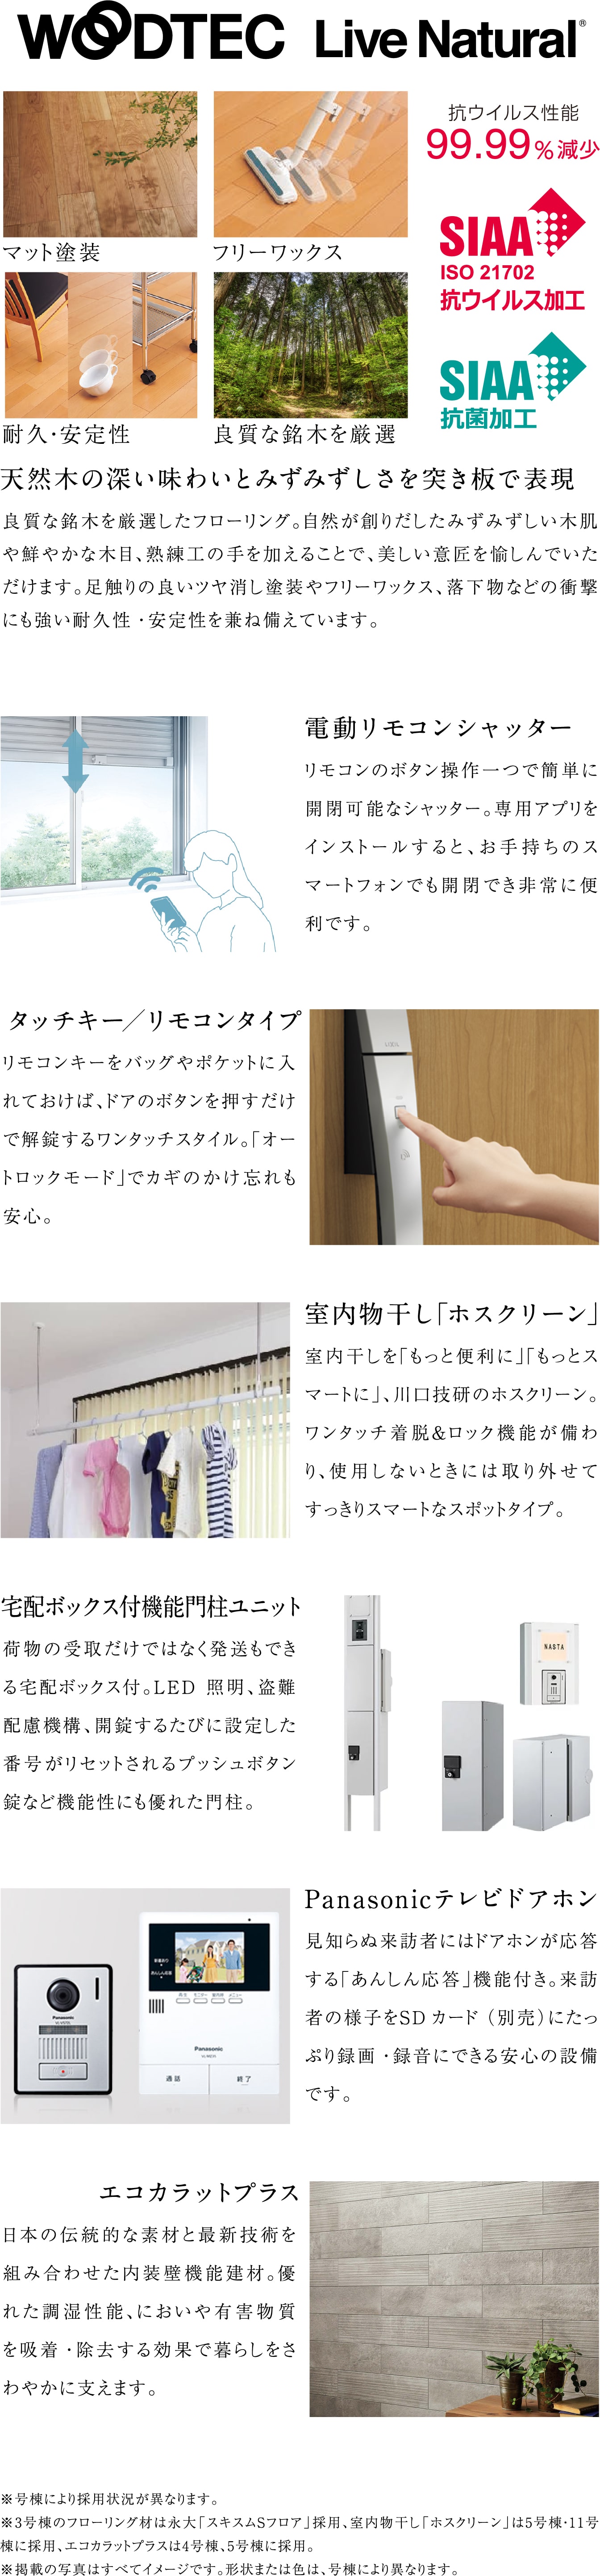 WOODTEC Live Natural®
抗ウイルス性能
99.99％減少
SIAA
ISO 21702
抗ウイルス加工
SIAA
抗菌加工
マット塗装
フリーワックス
耐久・安定性
良質な銘木を厳選
天然木の深い味わいとみずみずしさを突き板で表現
良質な銘木を厳選したフローリング。自然が創りだしたみずみずしい木肌
や鮮やかな木目、熟練工の手を加えることで、美しい意匠を愉しんでいた
だけます。足触りの良いツヤ消し塗装やフリーワックス、落下物などの衝撃
にも強い耐久性・安定性を兼ね備えています。
電動リモコンシャッター
リモコンのボタン操作一つで簡単に
開閉可能なシャッター。専用アプリを
インストールすると、お手持ちのス
マートフォンでも開閉でき非常に便
利です。
タッチキー／リモコンタイプ
リモコンキーをバッグやポケットに入
れておけば、ドアのボタンを押すだけ
で解錠するワンタッチスタイル。「オー
トロックモード」でカギのかけ忘れも
安心。
室内物干し「ホスクリーン」
室内干しを「もっと便利に」「もっとス
マートに」、川口技研のホスクリーン。
ワンタッチ着脱&ロック機能が備わ
り、使用しないときには取り外せて
すっきりスマートなスポットタイプ。
宅配ボックス付機能門柱ユニット
荷物の受取だけではなく発送もでき
る宅配ボックス付。LED 照明、盗難
配慮機構、開錠するたびに設定した
番号がリセットされるプッシュボタン
錠など機能性にも優れた門柱。
NASTA
Panasonicテレビドアホン
見知らぬ来訪者にはドアホンが応答
する「あんしん応答」機能付き。来訪
者の様子をSDカード（別売）にたっ
ぷり録画・録音にできる安心の設備
です。
Panasonic
Panasonic
通話
終了
エコカラットプラス
日本の伝統的な素材と最新技術を
組み合わせた内装壁機能建材。優
れた調湿性能、においや有害物質
を吸着・除去する効果で暮らしをさ
わやかに支えます。
※号棟により採用状況が異なります。
※3号棟のフローリング材は永大「スキスムSフロア」採用、室内物干し「ホスクリーン」は5号棟・11号
棟に採用、エコカラットプラスは4号棟、5号棟に採用。
※掲載の写真はすべてイメージです。形状または色は、号棟により異なります。